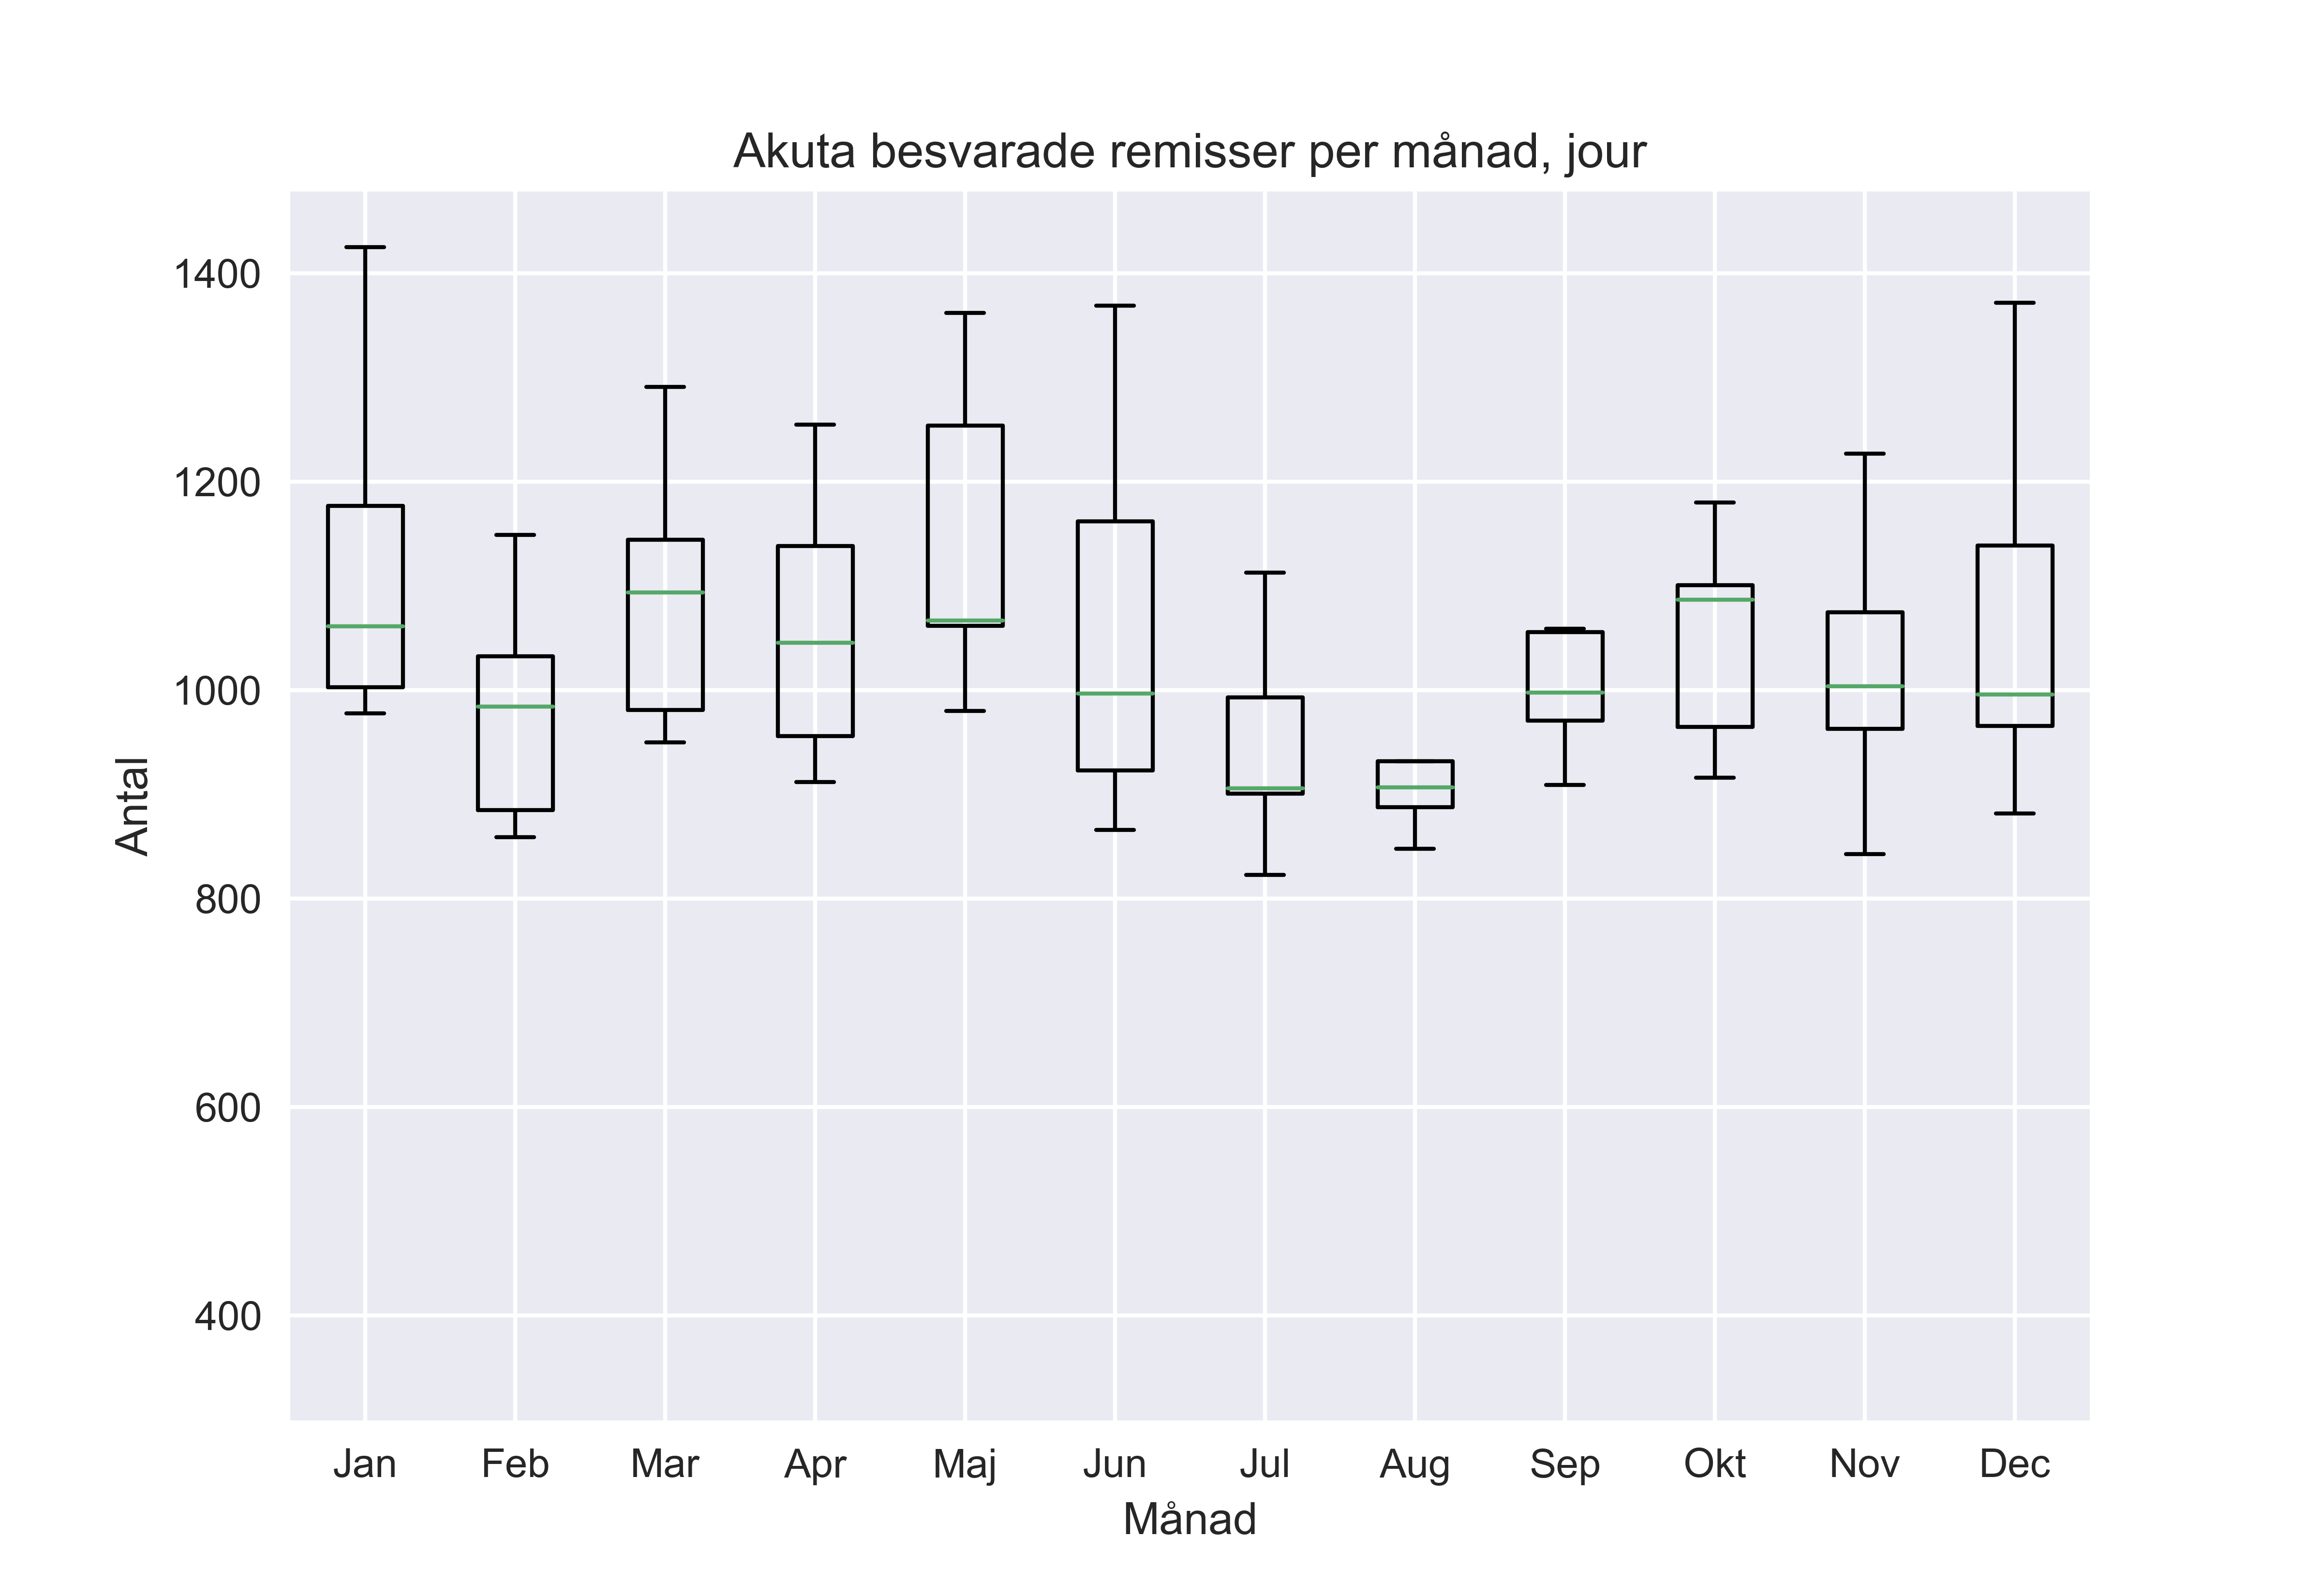 Akuta besvarade remisser per månad, jour
1400
1200
1000
800
600
400
Antal
Jan Feb Mar Apr Maj Jun Jul Aug Sep Okt Nov Dec
Månad